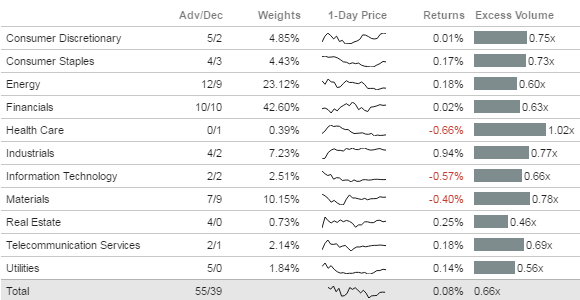 Adv/Dec Weights 1-Day Price Returns Excess Volume
Consumer Discretionary 5/2 4.85% 0.01% 0.75x
Consumer Staples 4/3 4.43% 0.17% 0.73x
Energy 12/9 23.12% 0.18% 0.60x
Financials 10/10 42.60% 0.02% 0.63x
Health Care 0/1 0.39% -0.66% 1.02x
Industrials 4/2 7.23% 0.94% 0.77x
Information Technology 2/2 2.51% -0.57% 0.66x
Materials 7/9 10.15% -0.40% 0.78x
Real Estate 4/0 0.73% 0.25% 0.46x
Telecommunication Services 2/1 2.14% 0.18% 0.69x
Utilities 5/0 1.84% 0.14% 0.56x
Total 55/39 0.08% 0.66x